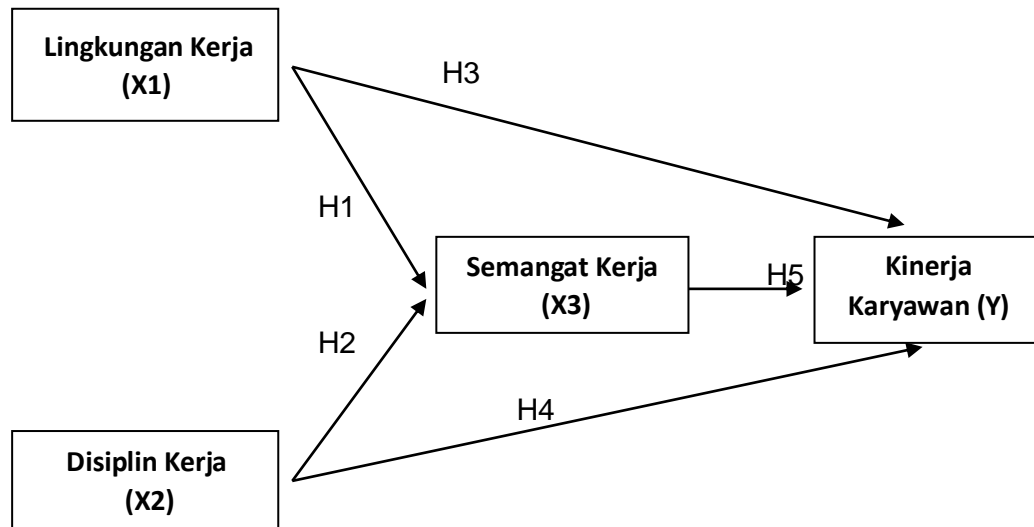 Lingkungan Kerja
(X1)
H3
H1
Semangat Kerja
(X3)
H5
Kinerja
Karyawan (Y)
H2
H4
Disiplin Kerja
(X2)